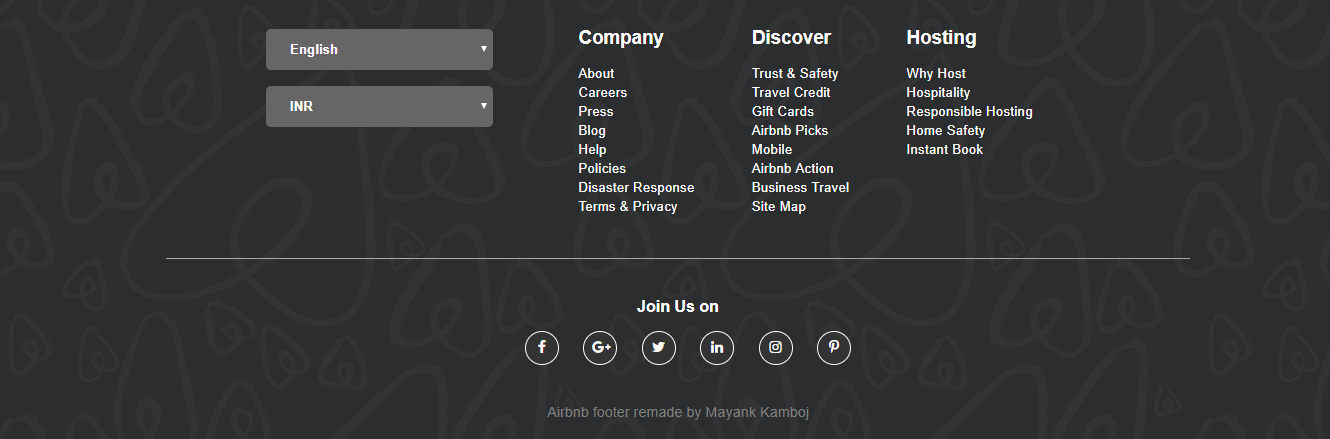 English
INR
Company
About
Careers
Press
Blog
Help
Policies
Disaster Response
Terms & Privacy
Discover
Trust & Safety
Travel Credit
Gift Cards
Airbnb Picks
Mobile
Airbnb Action
Business Travel
Site Map
Hosting
Why Host
Hospitality
Responsible Hosting
Home Safety
Instant Book
Join Us on
Airbnb footer remade by Mayank Kamboj